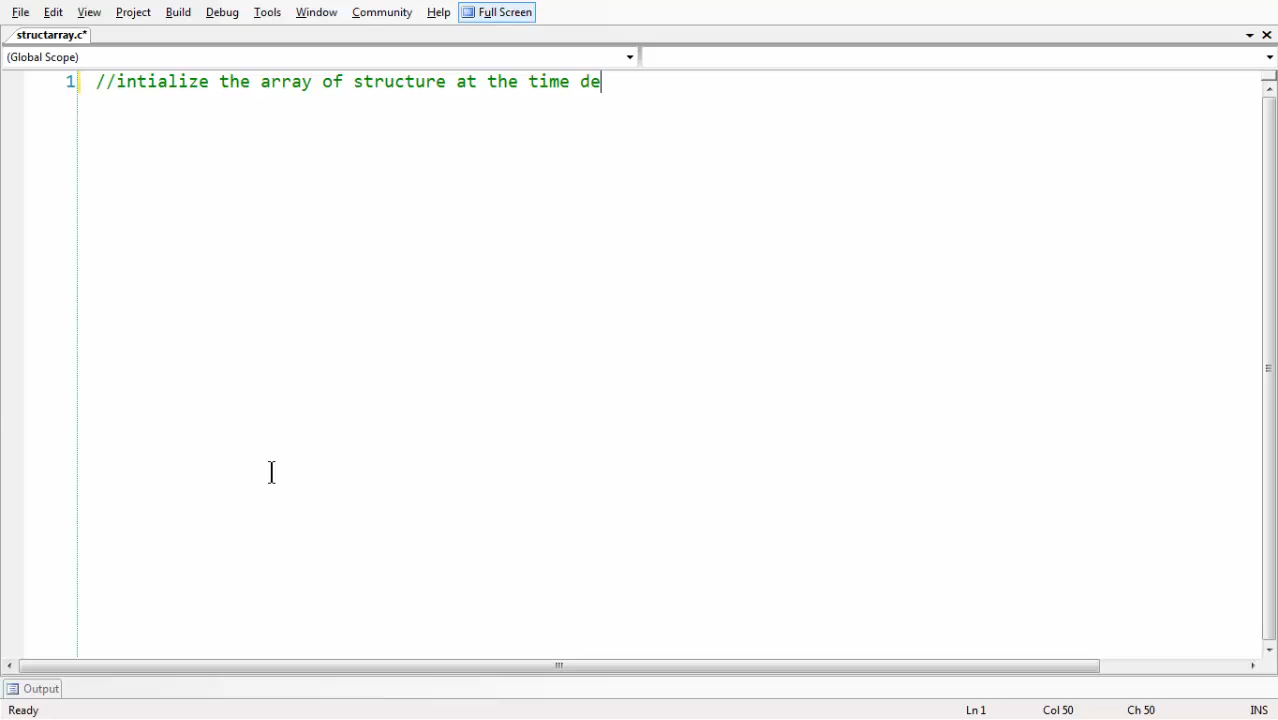 File Edit View Project Build Debug Tools Window Community Help Full Screen
structarray.c*
(Global Scope)
1 //intialize the array of structure at the time de
Output
Ready Ln 1 Col 50 Ch 50 INS